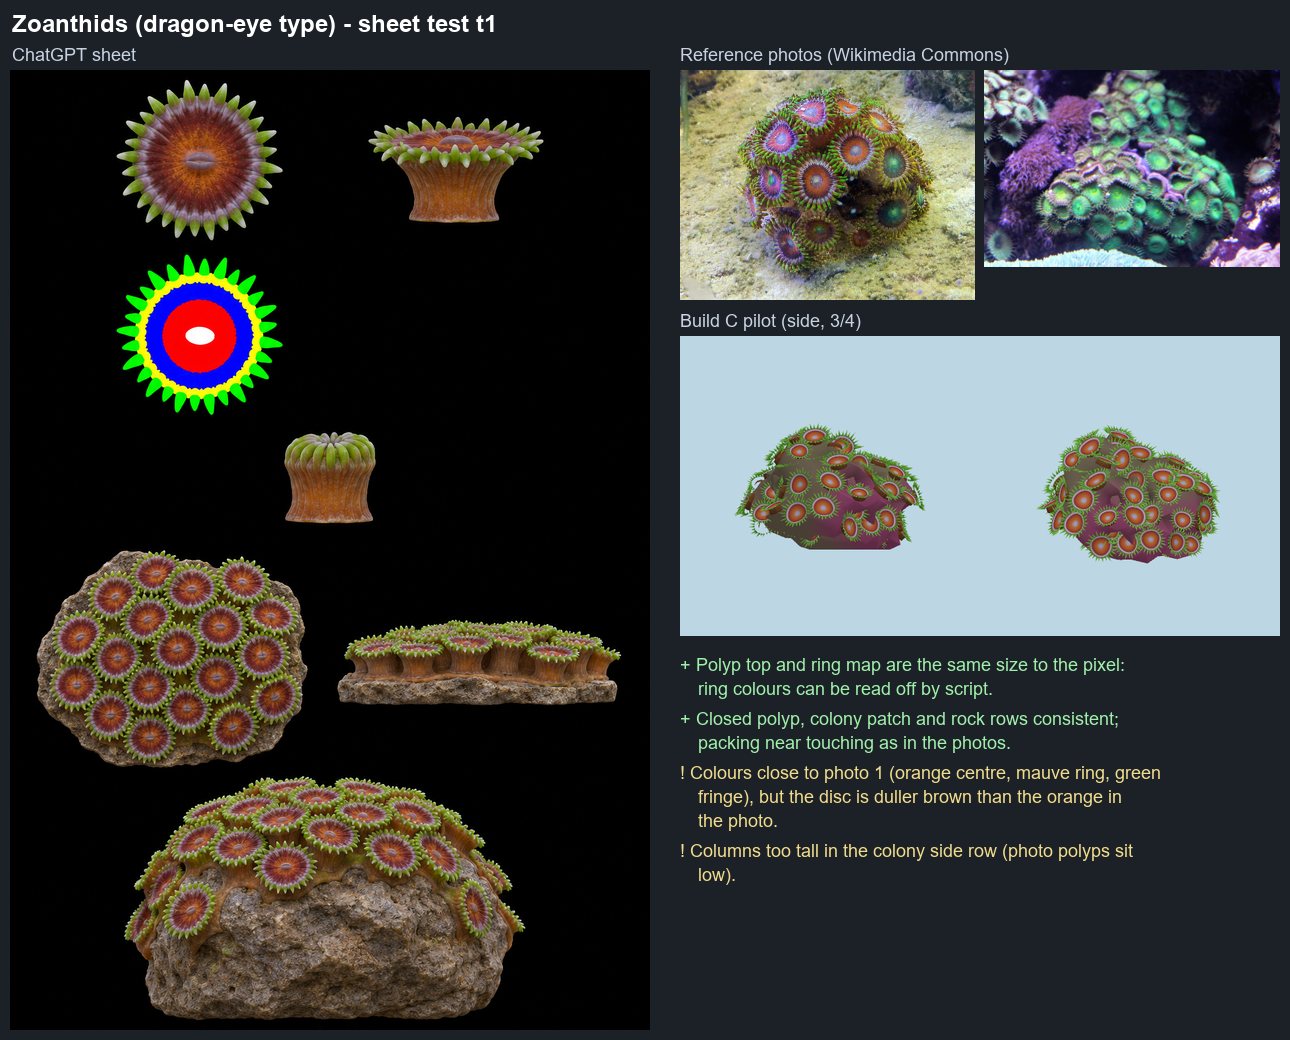 Zoanthids (dragon-eye type) - sheet test t1
ChatGPT sheet
Reference photos (Wikimedia Commons)
Build C pilot (side, 3/4)
+ Polyp top and ring map are the same size to the pixel:
ring colours can be read off by script.
+ Closed polyp, colony patch and rock rows consistent;
packing near touching as in the photos.
! Colours close to photo 1 (orange centre, mauve ring, green
fringe), but the disc is duller brown than the orange in
the photo.
! Columns too tall in the colony side row (photo polyps sit
low).